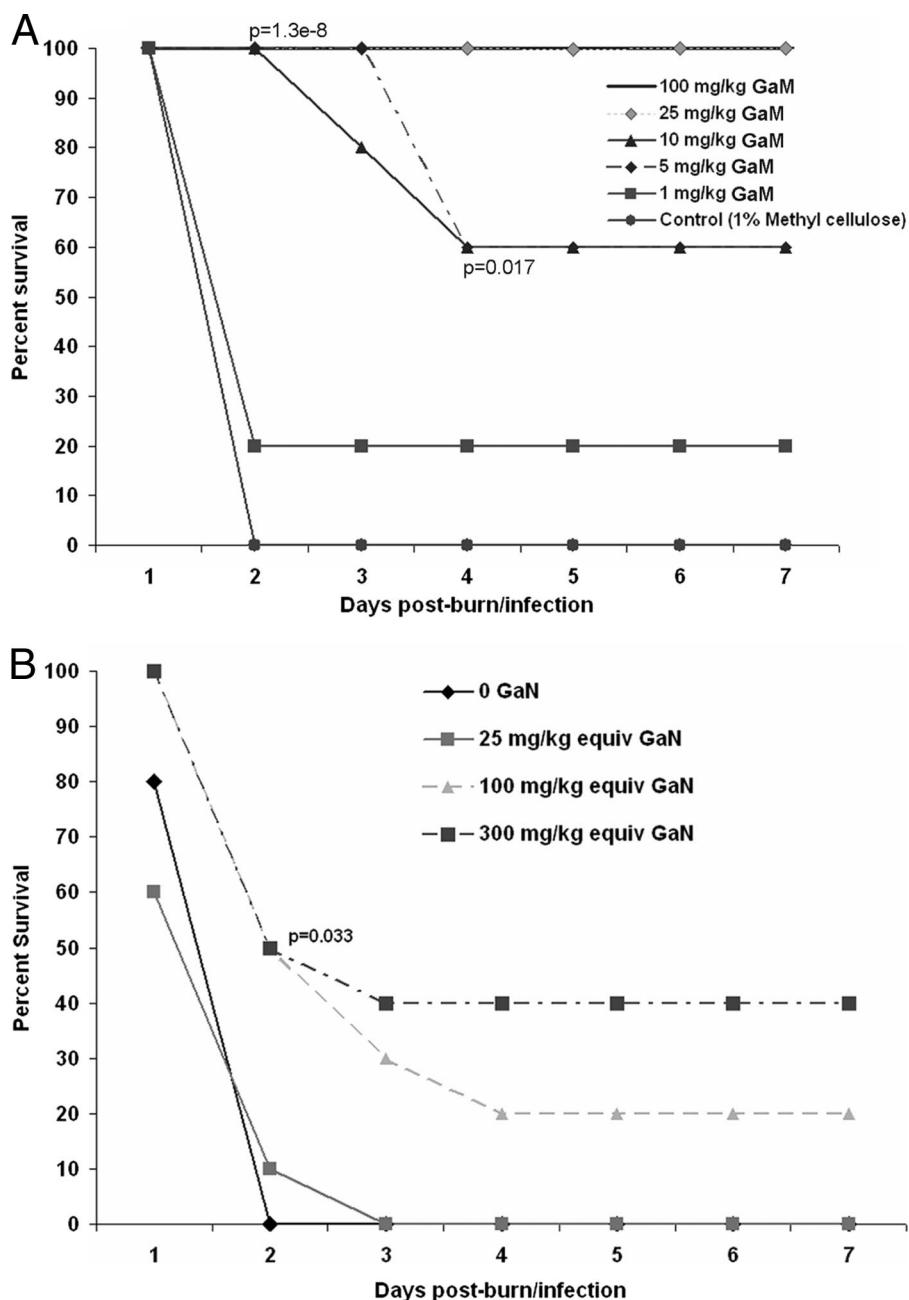 A
p=1.3e-8
100
90
80
70
60
50
40
30
20
10
0
Percent survival
100 mg/kg GaM
25 mg/kg GaM
10 mg/kg GaM
5 mg/kg GaM
1 mg/kg GaM
Control (1% Methyl cellulose)
p=0.017
1 2 3 4 5 6 7
Days post-burn/infection
B
100
90
80
70
60
50
40
30
20
10
0
Percent Survival
0 GaN
25 mg/kg equiv GaN
100 mg/kg equiv GaN
300 mg/kg equiv GaN
p=0.033
1 2 3 4 5 6 7
Days post-burn/infection